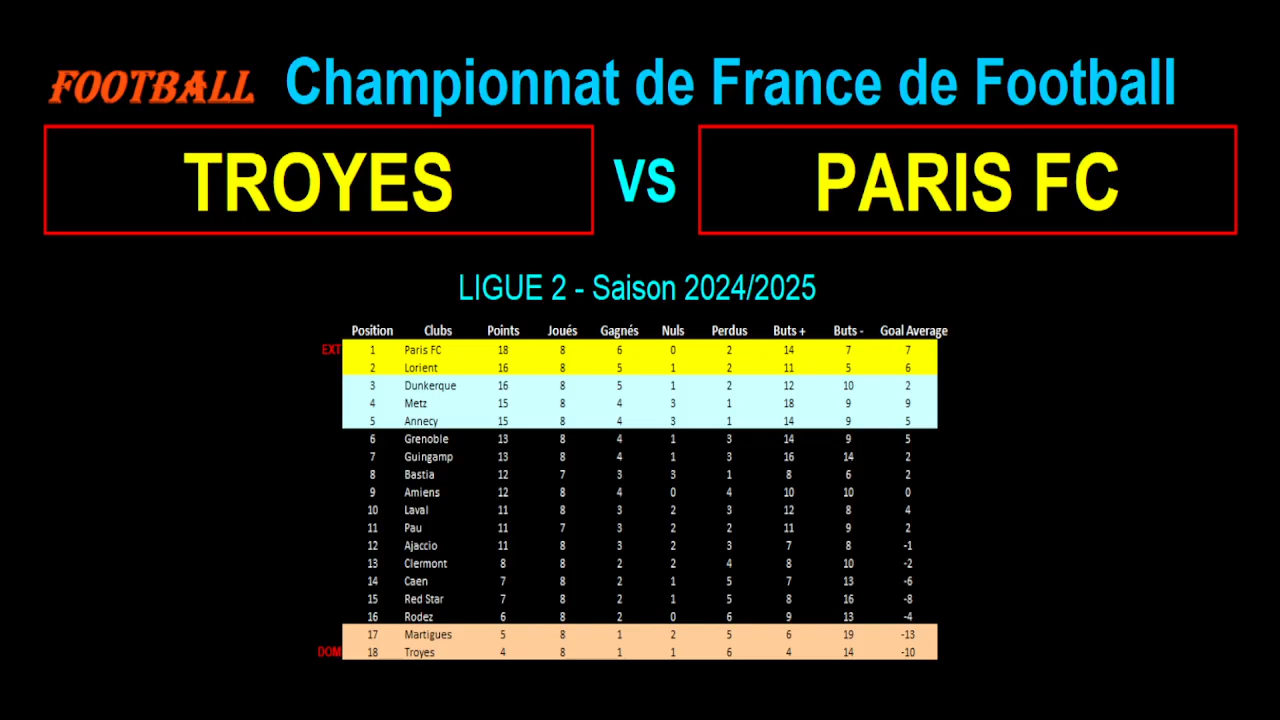 FOOTBALL Championnat de France de Football
TROYES VS PARIS FC
LIGUE 2 - Saison 2024/2025
Position Clubs Points Joués Gagnés Nuls Perdus Buts + Buts - Goal Average
EXT 1 Paris FC 18 8 6 0 2 14 7 7
2 Lorient 16 8 5 1 2 11 5 6
3 Dunkerque 16 8 5 1 2 12 10 2
4 Metz 15 8 4 3 1 18 9 9
5 Annecy 15 8 4 3 1 14 9 5
6 Grenoble 13 8 4 1 3 14 9 5
7 Guingamp 13 8 4 1 3 16 14 2
8 Bastia 12 7 3 3 1 8 6 2
9 Amiens 12 8 4 0 4 10 10 0
10 Laval 11 8 3 2 3 12 8 4
11 Pau 11 7 3 2 2 11 9 2
12 Ajaccio 11 8 3 2 3 7 8 -1
13 Clermont 8 8 2 2 4 8 10 -2
14 Caen 7 8 2 1 5 7 13 -6
15 Red Star 7 8 2 1 5 8 16 -8
16 Rodez 6 8 2 0 6 9 13 -4
17 Martigues 5 8 1 2 5 6 19 -13
DOM 18 Troyes 4 8 1 1 6 4 14 -10